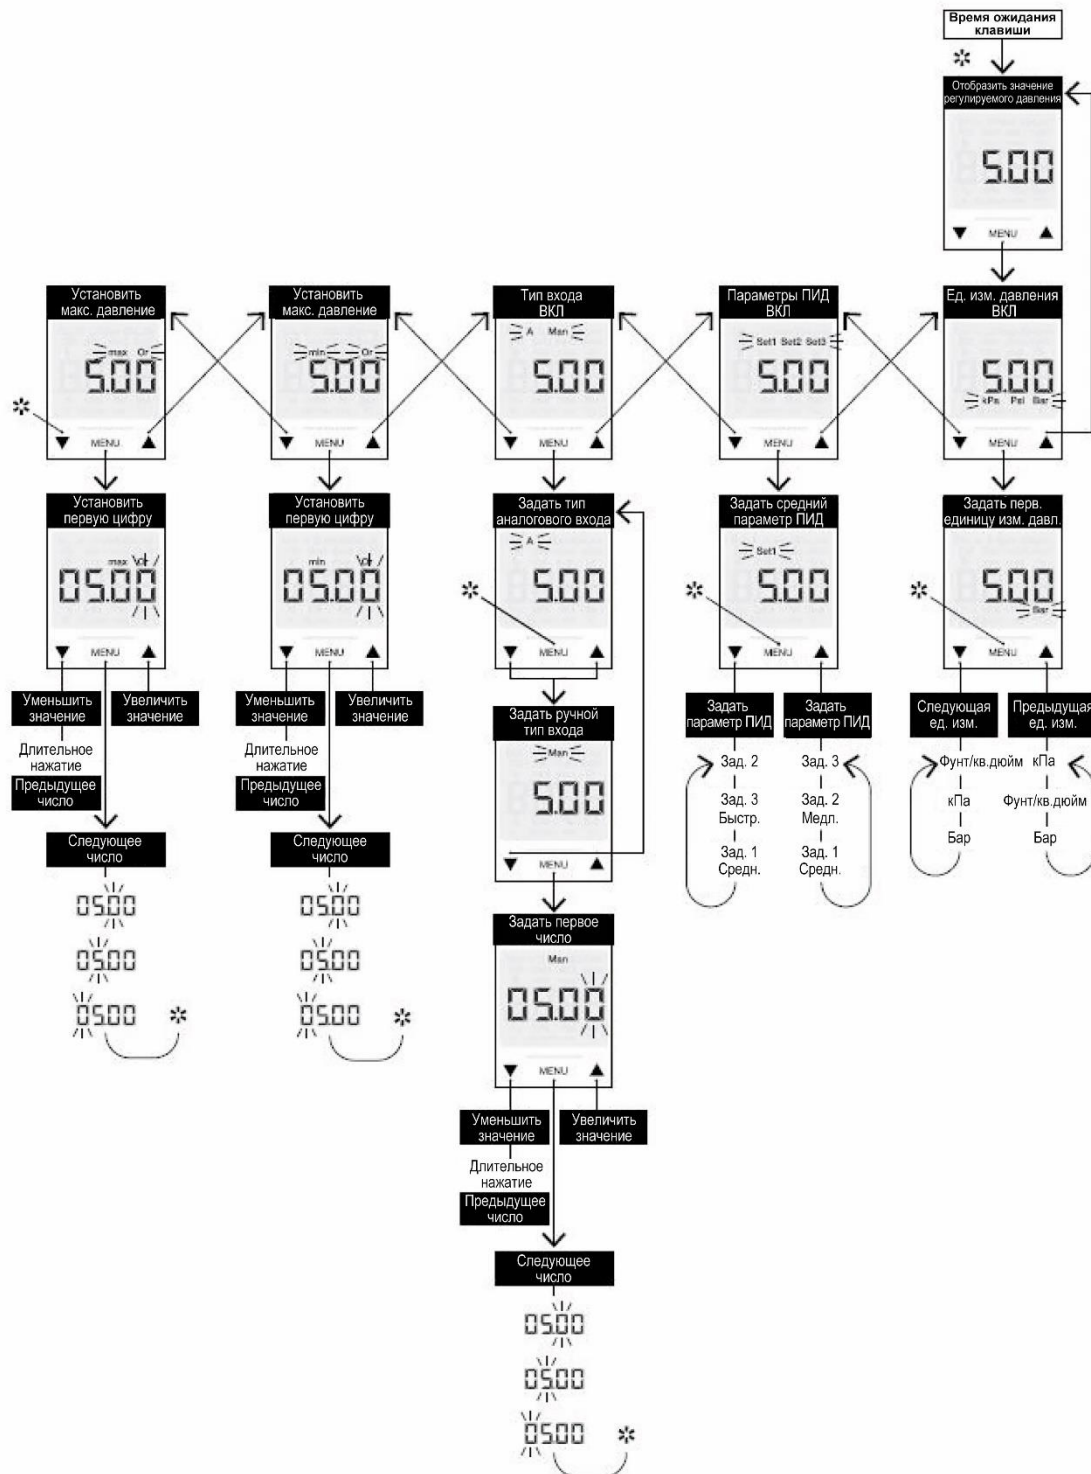 Время ожидания
клавиши
Отобразить значение
регулируемого давления
5.00
MENU
Установить
макс. давление
max Or
5.00
MENU
Установить
макс. давление
min Or
5.00
MENU
Тип входа
ВКЛ
A Man
5.00
MENU
Параметры ПИД
ВКЛ
Set1 Set2 Set3
5.00
MENU
Ед. изм. давления
ВКЛ
5.00
kPa Psi Bar
MENU
Установить
первую цифру
max Or
05.00
MENU
Уменьшить
значение
Увеличить
значение
Длительное
нажатие
Предыдущее
число
Следующее
число
05.00
05.00
05.00
Установить
первую цифру
min Or
05.00
MENU
Уменьшить
значение
Увеличить
значение
Длительное
нажатие
Предыдущее
число
Следующее
число
05.00
05.00
05.00
Задать тип
аналогового входа
A
5.00
MENU
Задать ручной
тип входа
Man
5.00
MENU
Задать первое
число
Man
05.00
MENU
Уменьшить
значение
Увеличить
значение
Длительное
нажатие
Предыдущее
число
Следующее
число
05.00
05.00
05.00
Задать средний
параметр ПИД
Set1
5.00
MENU
Задать
параметр ПИД
Зад. 2
Зад. 3
Быстр.
Зад. 1
Средн.
Задать
параметр ПИД
Зад. 3
Зад. 2
Медл.
Зад. 1
Средн.
Задать перв.
единицу изм. давл.
5.00
Bar
MENU
Следующая
ед. изм.
Фунт/кв.дюйм
кПа
Бар
Предыдущая
ед. изм.
кПа
Фунт/кв.дюйм
Бар